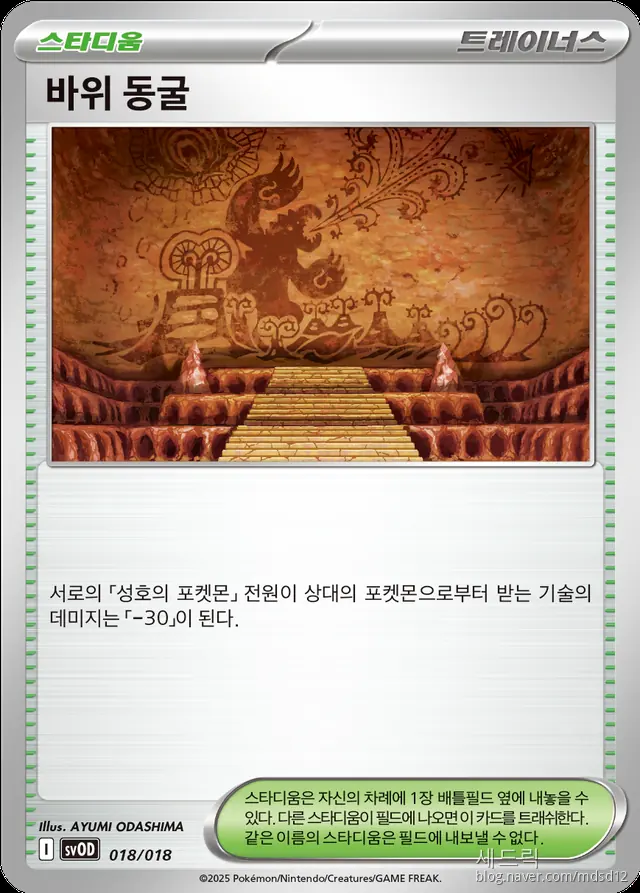 스타디움 트레이너스
바위 동굴
서로의 「성호의 포켓몬」 전원이 상대의 포켓몬으로부터 받는 기술의
데미지는 「-30」이 된다.
스타디움은 자신의 차례에 1장 배틀필드 옆에 내놓을 수
있다. 다른 스타디움이 필드에 나오면 이 카드를 트래쉬한다.
같은 이름의 스타디움은 필드에 내보낼 수 없다.
Illus. AYUMI ODASHIMA
I svOD 018/018
©2025 Pokémon/Nintendo/Creatures/GAME FREAK.
세드릭
blog.naver.com/mdsd12